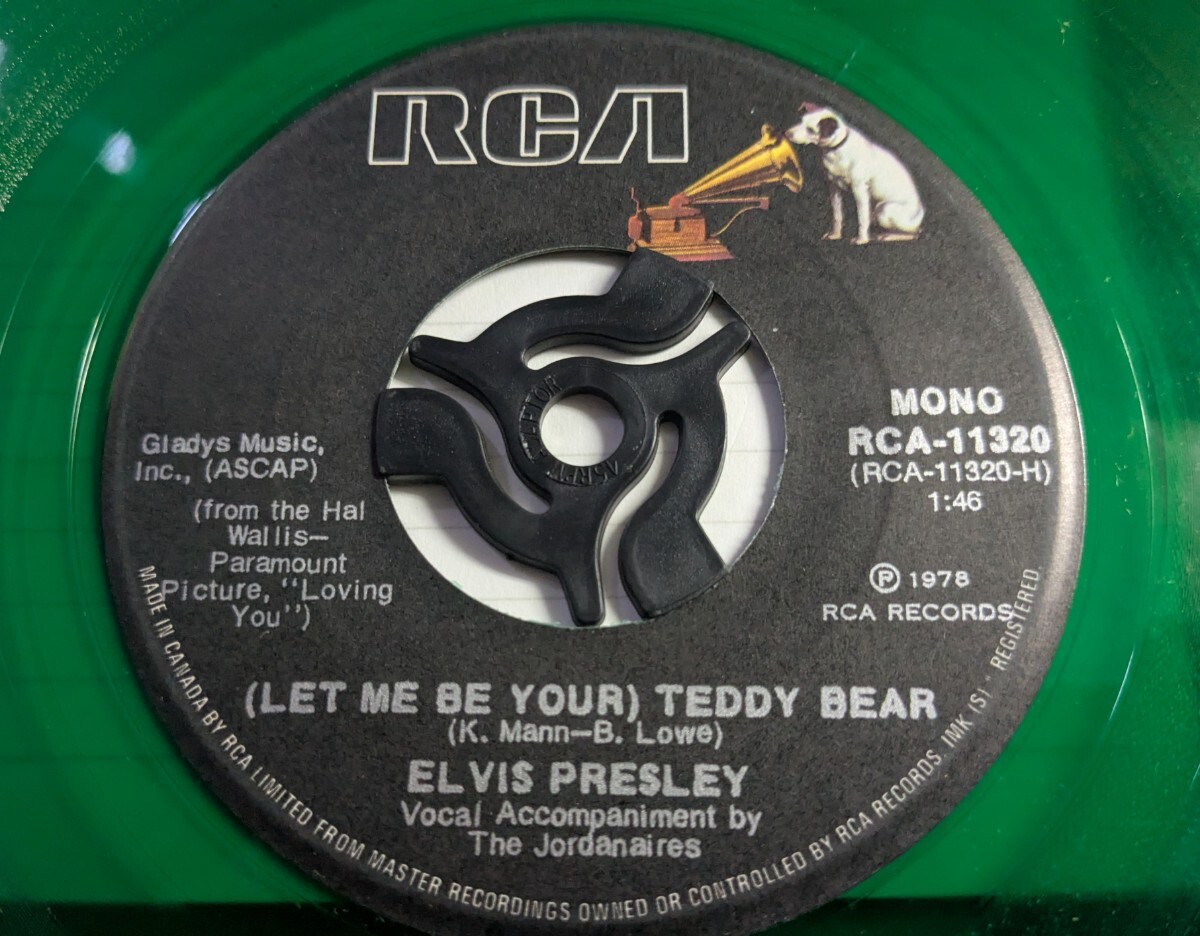 RCA
MONO
RCA-11320
(RCA-11320-H)
1:46
Gladys Music,
Inc., (ASCAP)
(from the Hal
Wallis—
Paramount
Picture, "Loving
You")
Ⓟ 1978
RCA RECORDS
(LET ME BE YOUR) TEDDY BEAR
(K. Mann—B. Lowe)
ELVIS PRESLEY
Vocal Accompaniment by
The Jordanaires
MADE IN CANADA BY RCA LIMITED FROM MASTER RECORDINGS OWNED OR CONTROLLED BY RCA RECORDS. IMK (S) - REGISTERED.